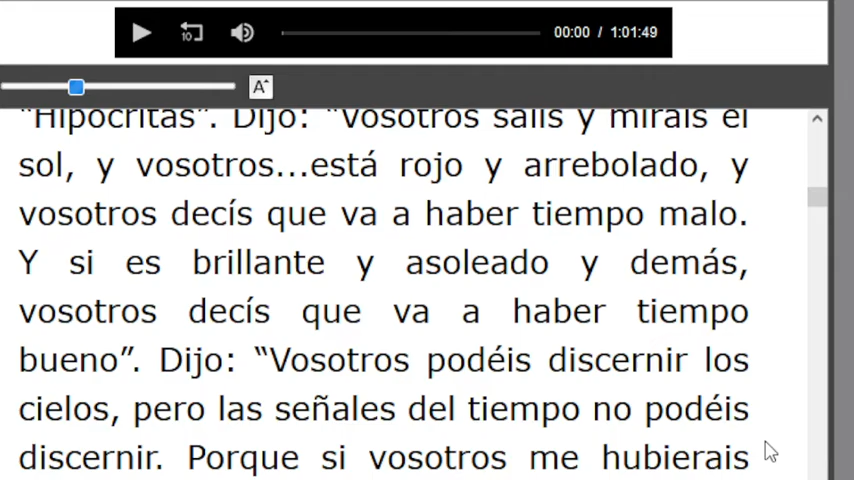 10
00:00 / 1:01:49
A
“Hipócritas”. Dijo: “Vosotros salís y miráis el
sol, y vosotros...está rojo y arrebolado, y
vosotros decís que va a haber tiempo malo.
Y si es brillante y asoleado y demás,
vosotros decís que va a haber tiempo
bueno”. Dijo: “Vosotros podéis discernir los
cielos, pero las señales del tiempo no podéis
discernir. Porque si vosotros me hubierais